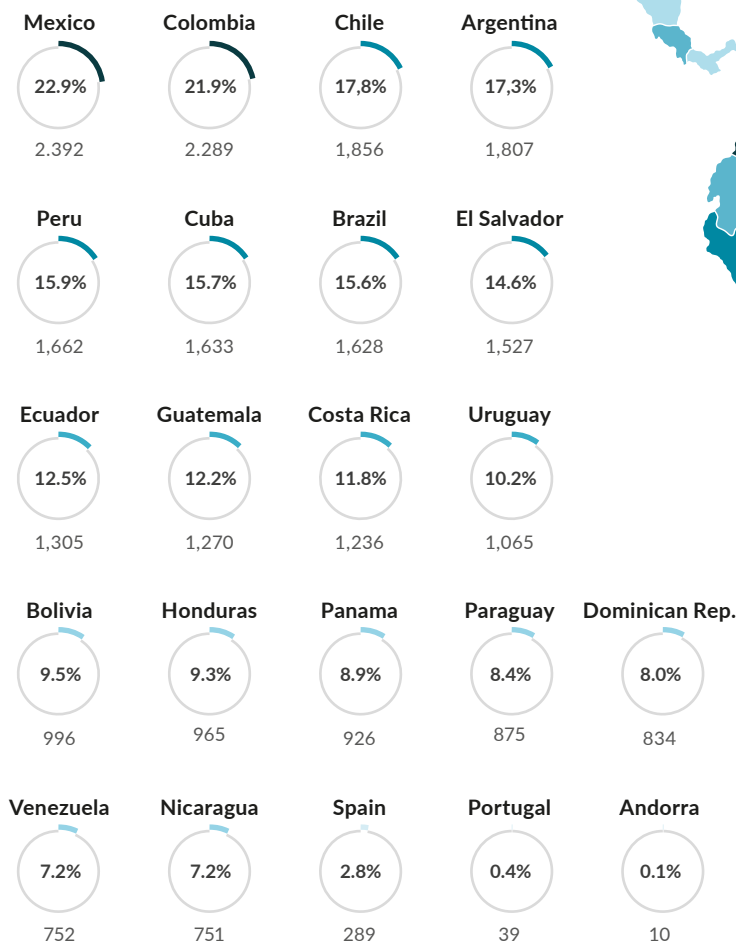 Mexico Colombia Chile Argentina
22.9% 21.9% 17,8% 17,3%
2.392 2.289 1,856 1,807
Peru Cuba Brazil El Salvador
15.9% 15.7% 15.6% 14.6%
1,662 1,633 1,628 1,527
Ecuador Guatemala Costa Rica Uruguay
12.5% 12.2% 11.8% 10.2%
1,305 1,270 1,236 1,065
Bolivia Honduras Panama Paraguay Dominican Rep.
9.5% 9.3% 8.9% 8.4% 8.0%
996 965 926 875 834
Venezuela Nicaragua Spain Portugal Andorra
7.2% 7.2% 2.8% 0.4% 0.1%
752 751 289 39 10